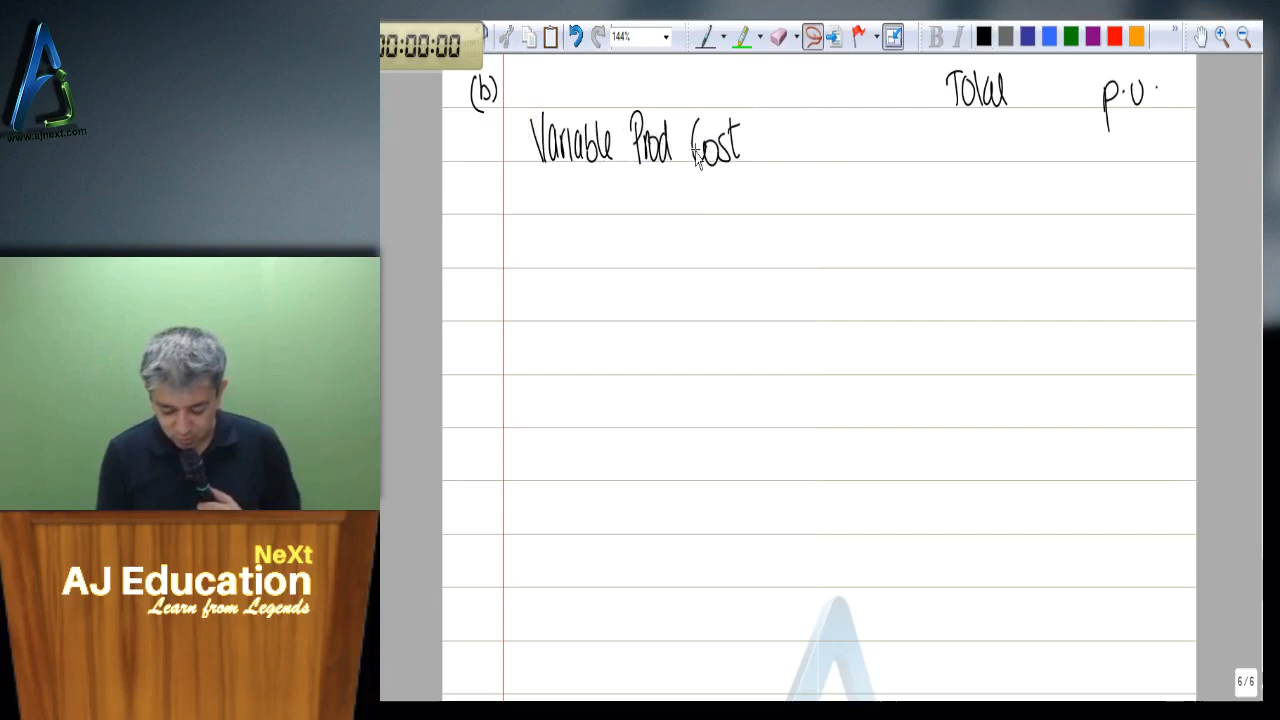 www.ajnext.com
00:00:00
144%
B I
(b) Total p.u.
Variable Prod Cost
NeXt
AJ Education
Learn from Legends
6/6